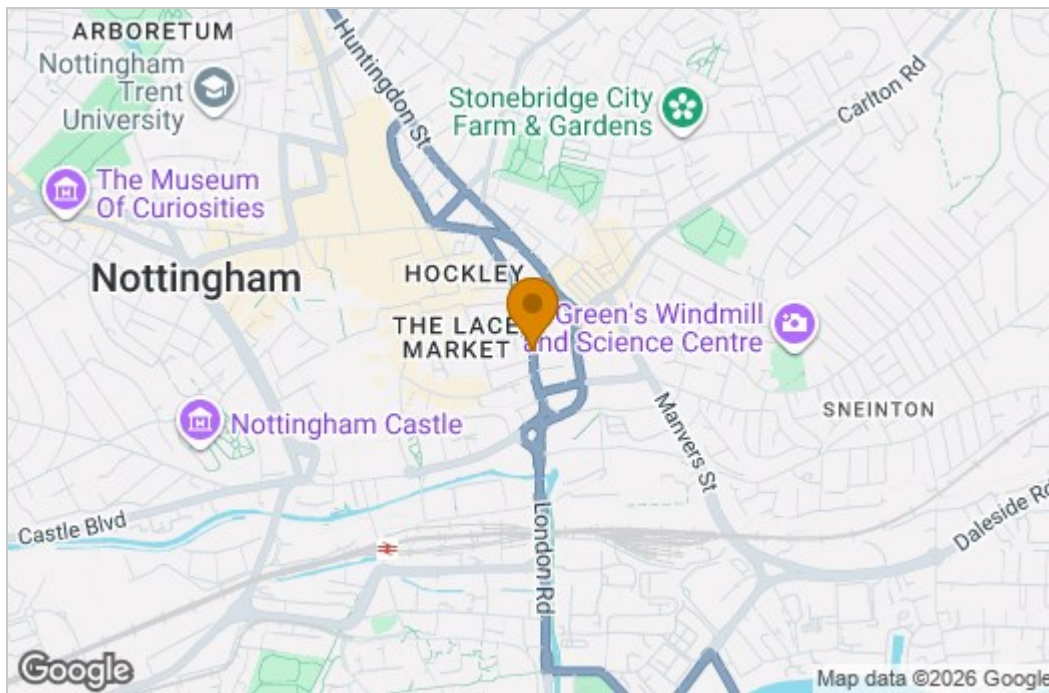 ARBORETUM
Nottingham
Trent
University
Huntingdon St
Stonebridge City
Farm & Gardens
Carlton Rd
The Museum
Of Curiosities
Nottingham
HOCKLEY
THE LACE
MARKET
Green's Windmill
and Science Centre
SNEINTON
Nottingham Castle
Manvers St
Castle Blvd
London Rd
Daleside Rd
Google
Map data ©2026 Google